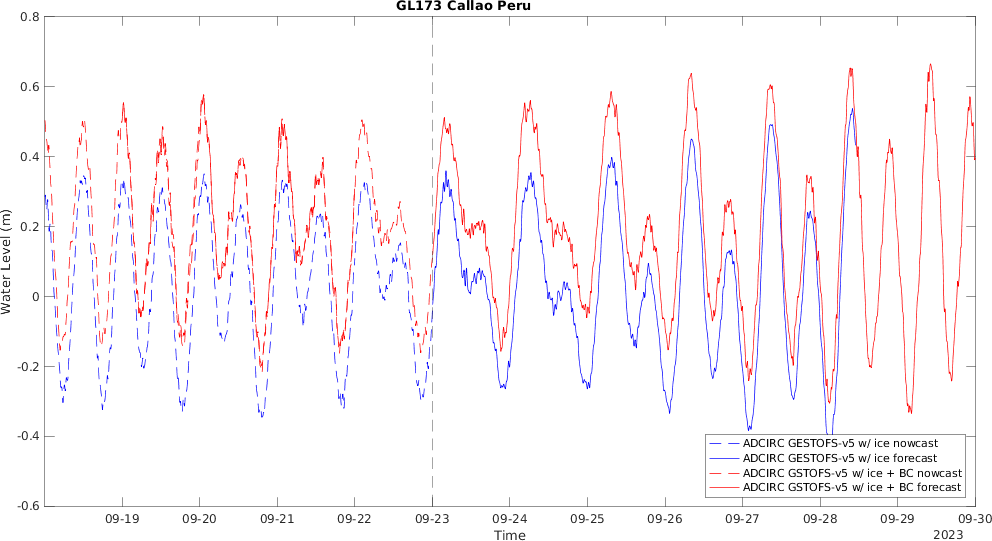 GL173 Callao Peru
0.8
0.6
0.4
0.2
0
-0.2
-0.4
-0.6
Water Level (m)
ADCIRC GESTOFS-v5 w/ ice nowcast
ADCIRC GESTOFS-v5 w/ ice forecast
ADCIRC GSTOFS-v5 w/ ice + BC nowcast
ADCIRC GSTOFS-v5 w/ ice + BC forecast
09-19 09-20 09-21 09-22 09-23 09-24 09-25 09-26 09-27 09-28 09-29 09-30
Time
2023